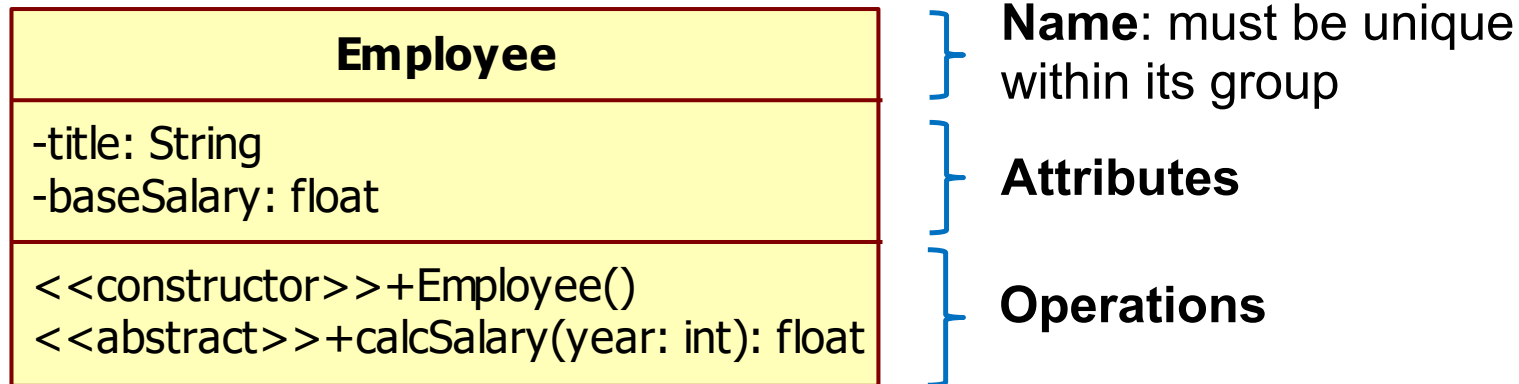 Employee
Name: must be unique
within its group
-title: String
-baseSalary: float
Attributes
<<constructor>>+Employee()
<<abstract>>+calcSalary(year: int): float
Operations